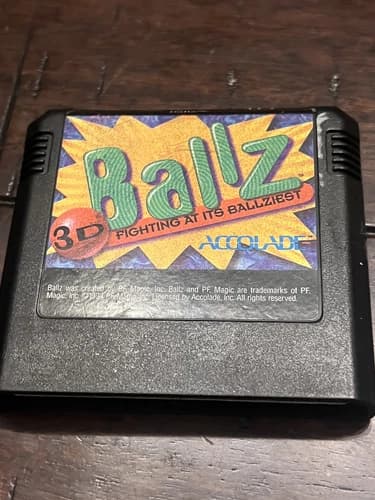 Ballz
3D
FIGHTING AT ITS BALLZIEST
ACCOLADE
Ballz was created by PF. Magic, Inc. Ballz and PF. Magic are trademarks of PF.
Magic, Inc. ©1994 PF. Magic, Inc. Licensed by Accolade, Inc. All rights reserved.